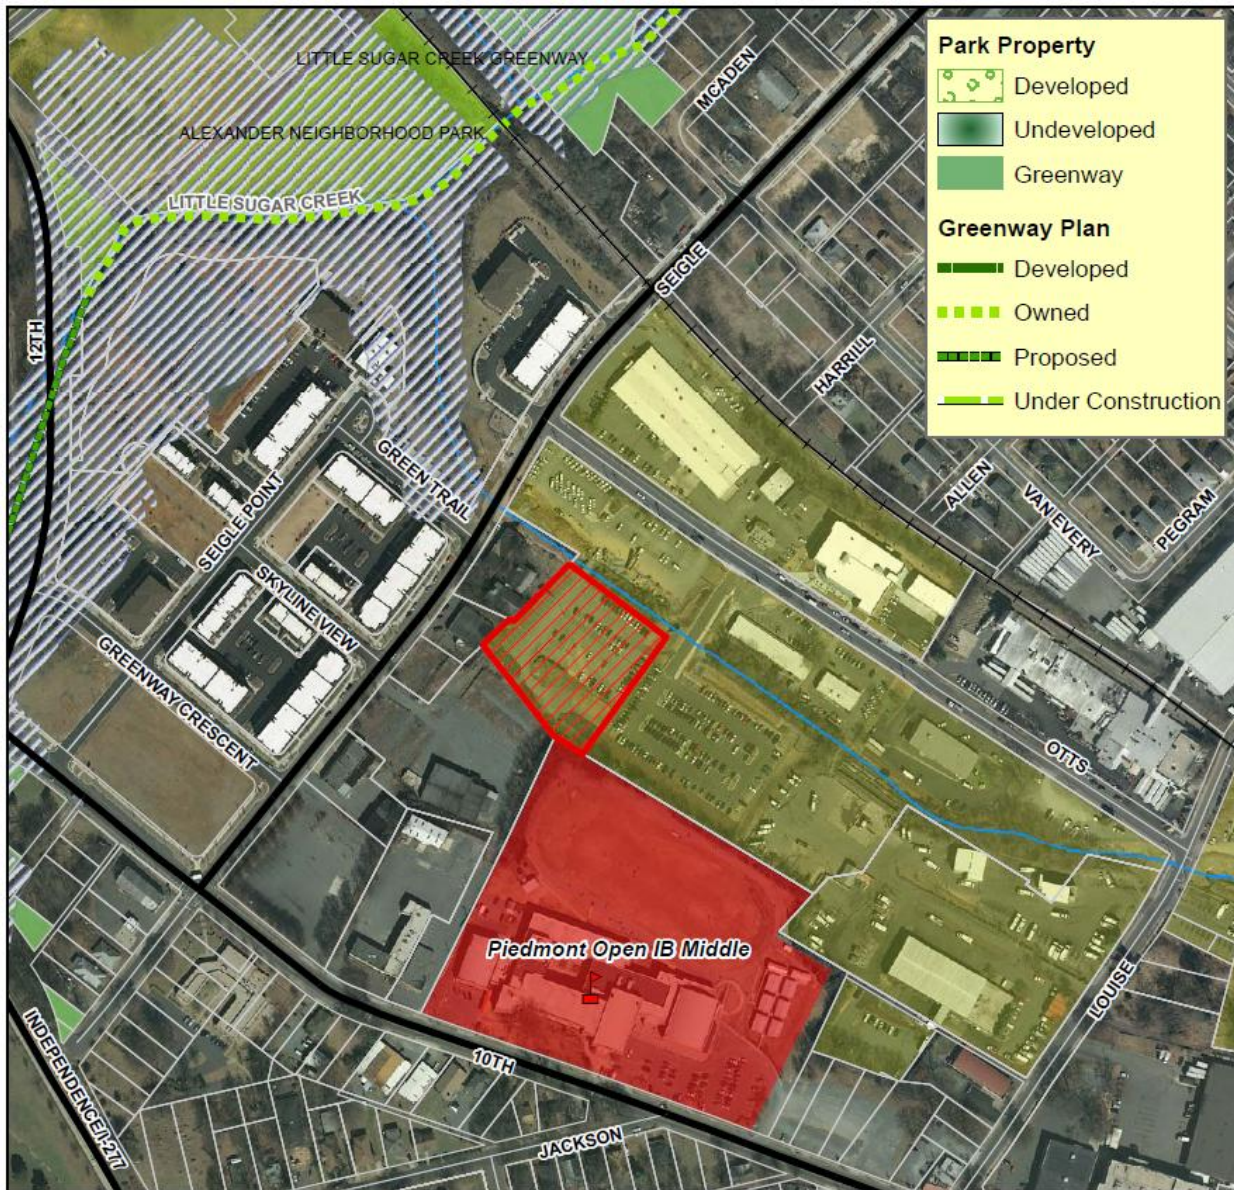 Park Property
Developed
Undeveloped
Greenway
Greenway Plan
Developed
Owned
Proposed
Under Construction
LITTLE SUGAR CREEK GREENWAY
MCADEN
ALEXANDER NEIGHBORHOOD PARK
LITTLE SUGAR CREEK
12TH
SEIGLE
HARRILL
GREEN TRAIL
ALLEN
VAN EVERY
PEGRAM
SEIGLE POINT
SKYLINE VIEW
GREENWAY CRESCENT
OTTS
Piedmont Open IB Middle
LOUISE
INDEPENDENCE/I-277
10TH
JACKSON